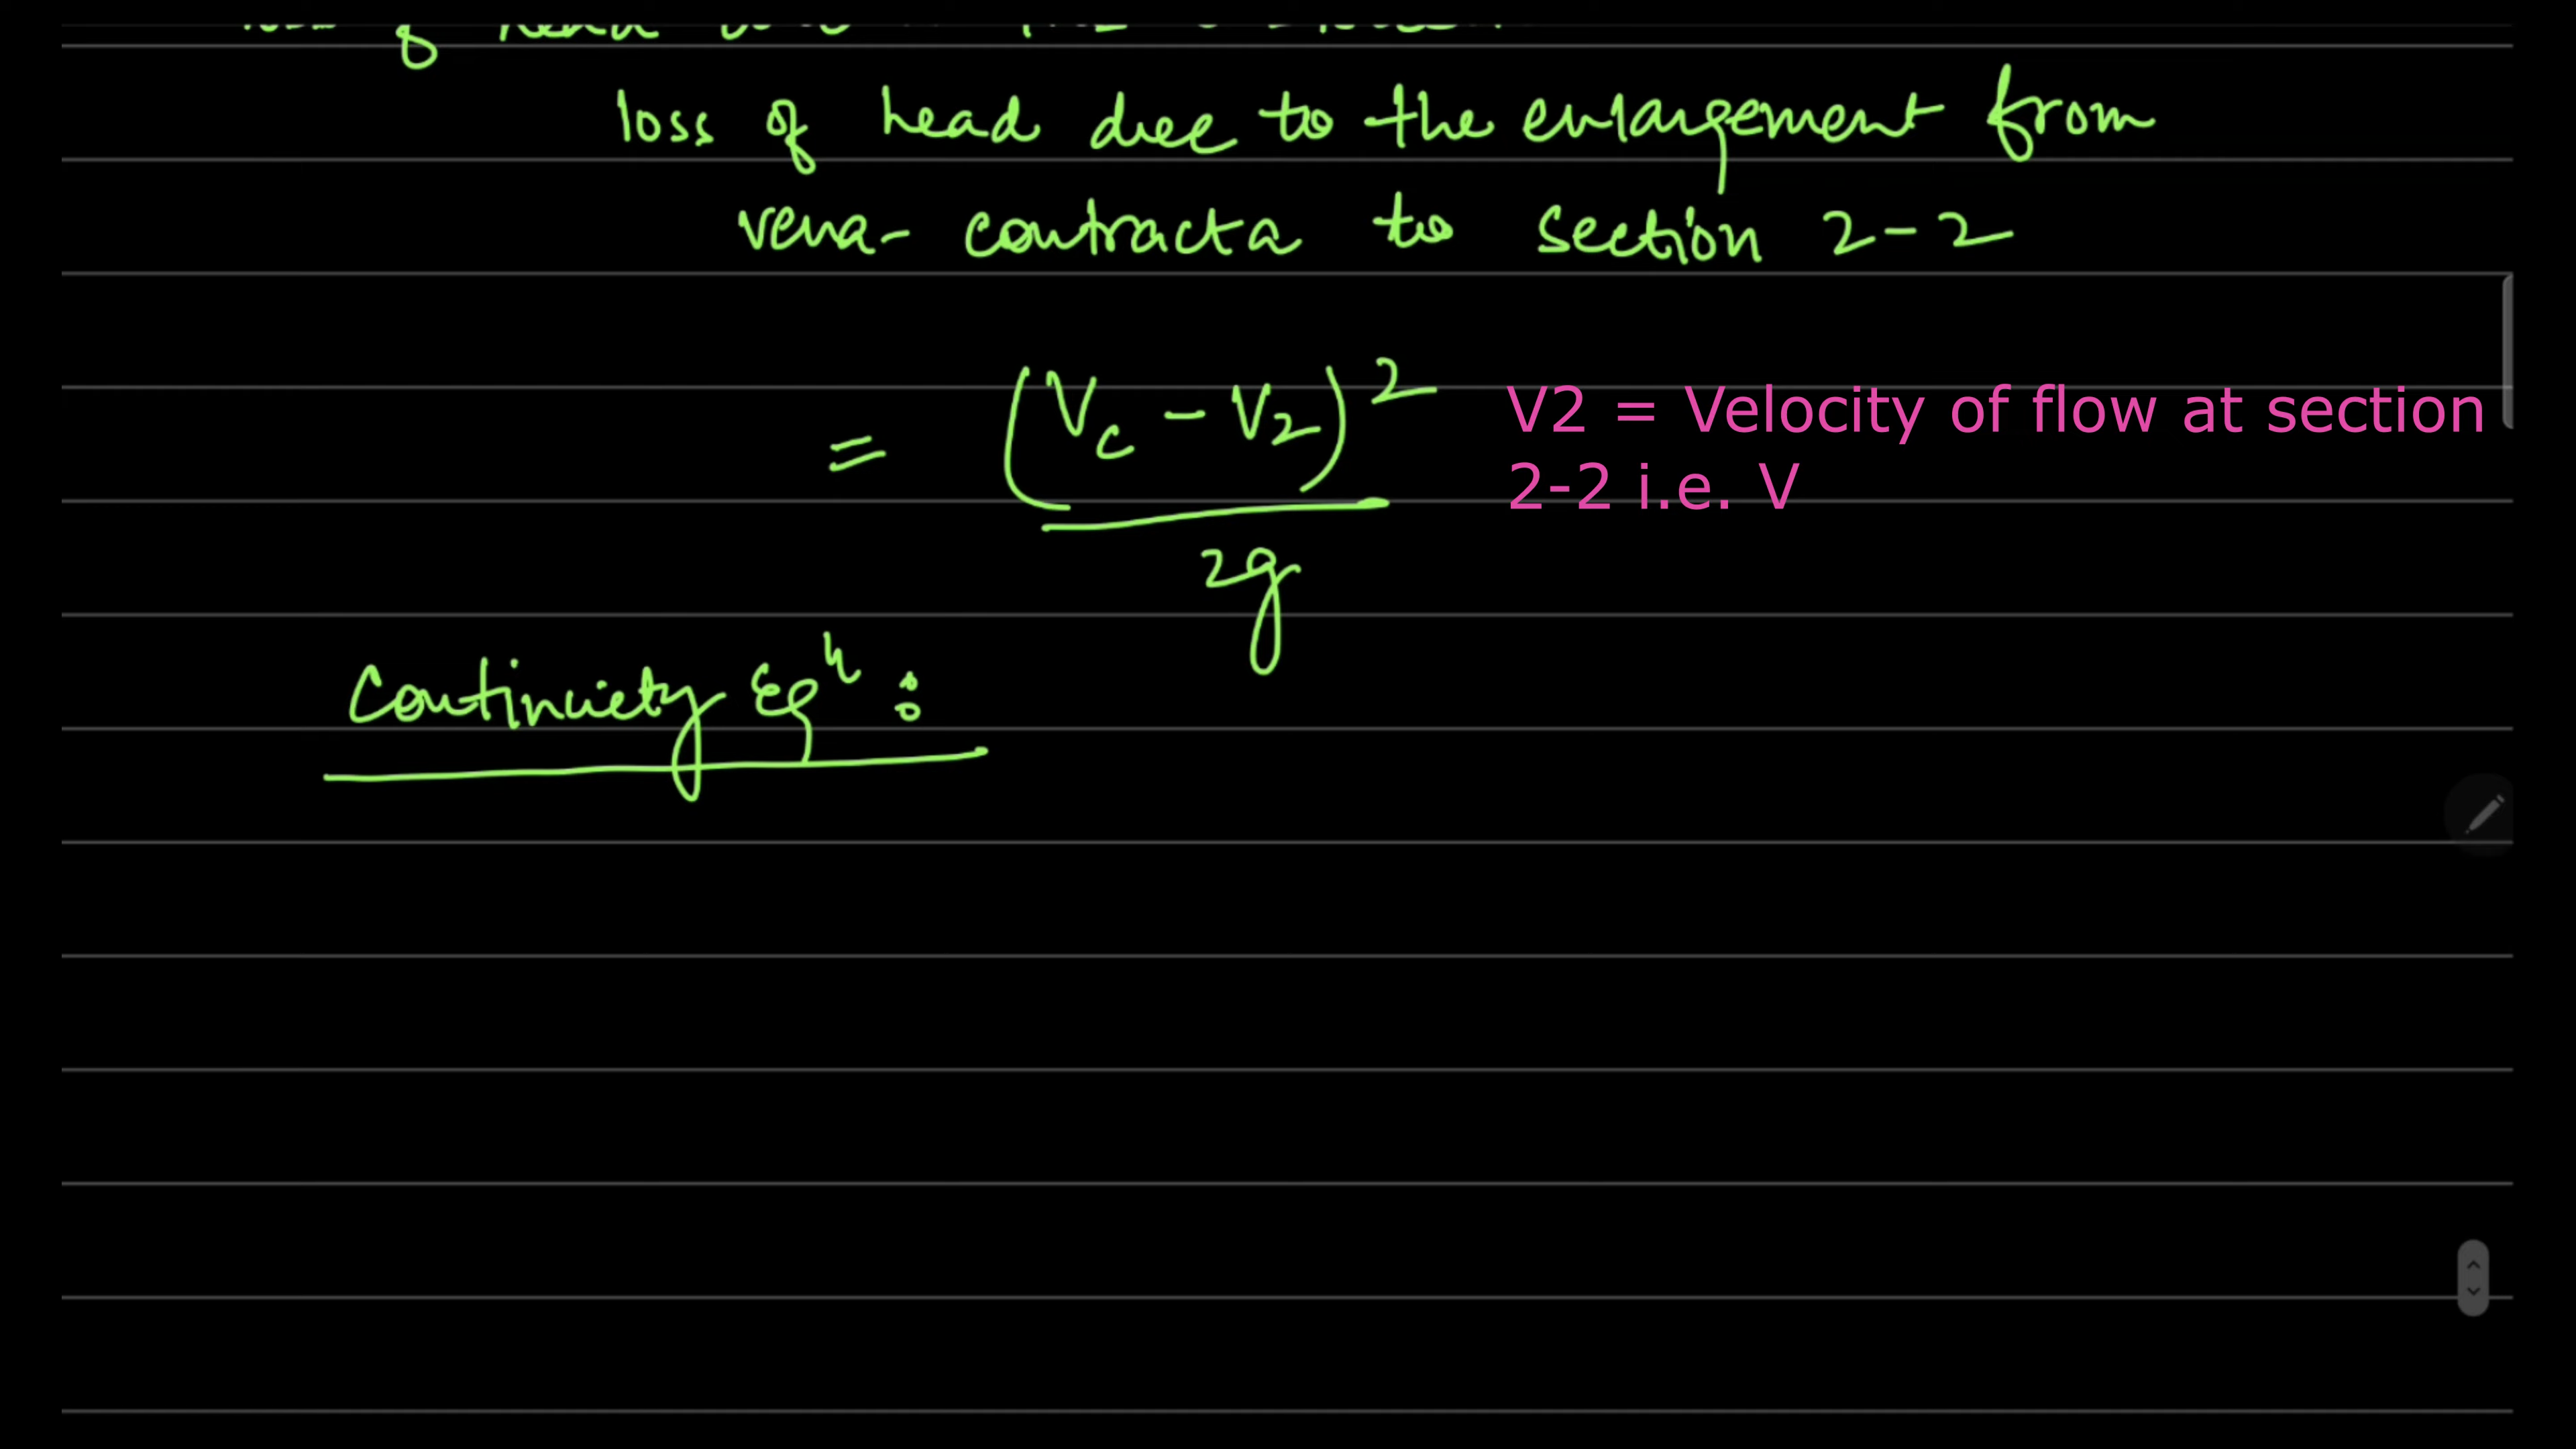 loss of head due to the enlargement from
vena-contracta to section 2-2
= (Vc - V2)² / 2g
V2 = Velocity of flow at section
2-2 i.e. V
Continuety Eqⁿ :